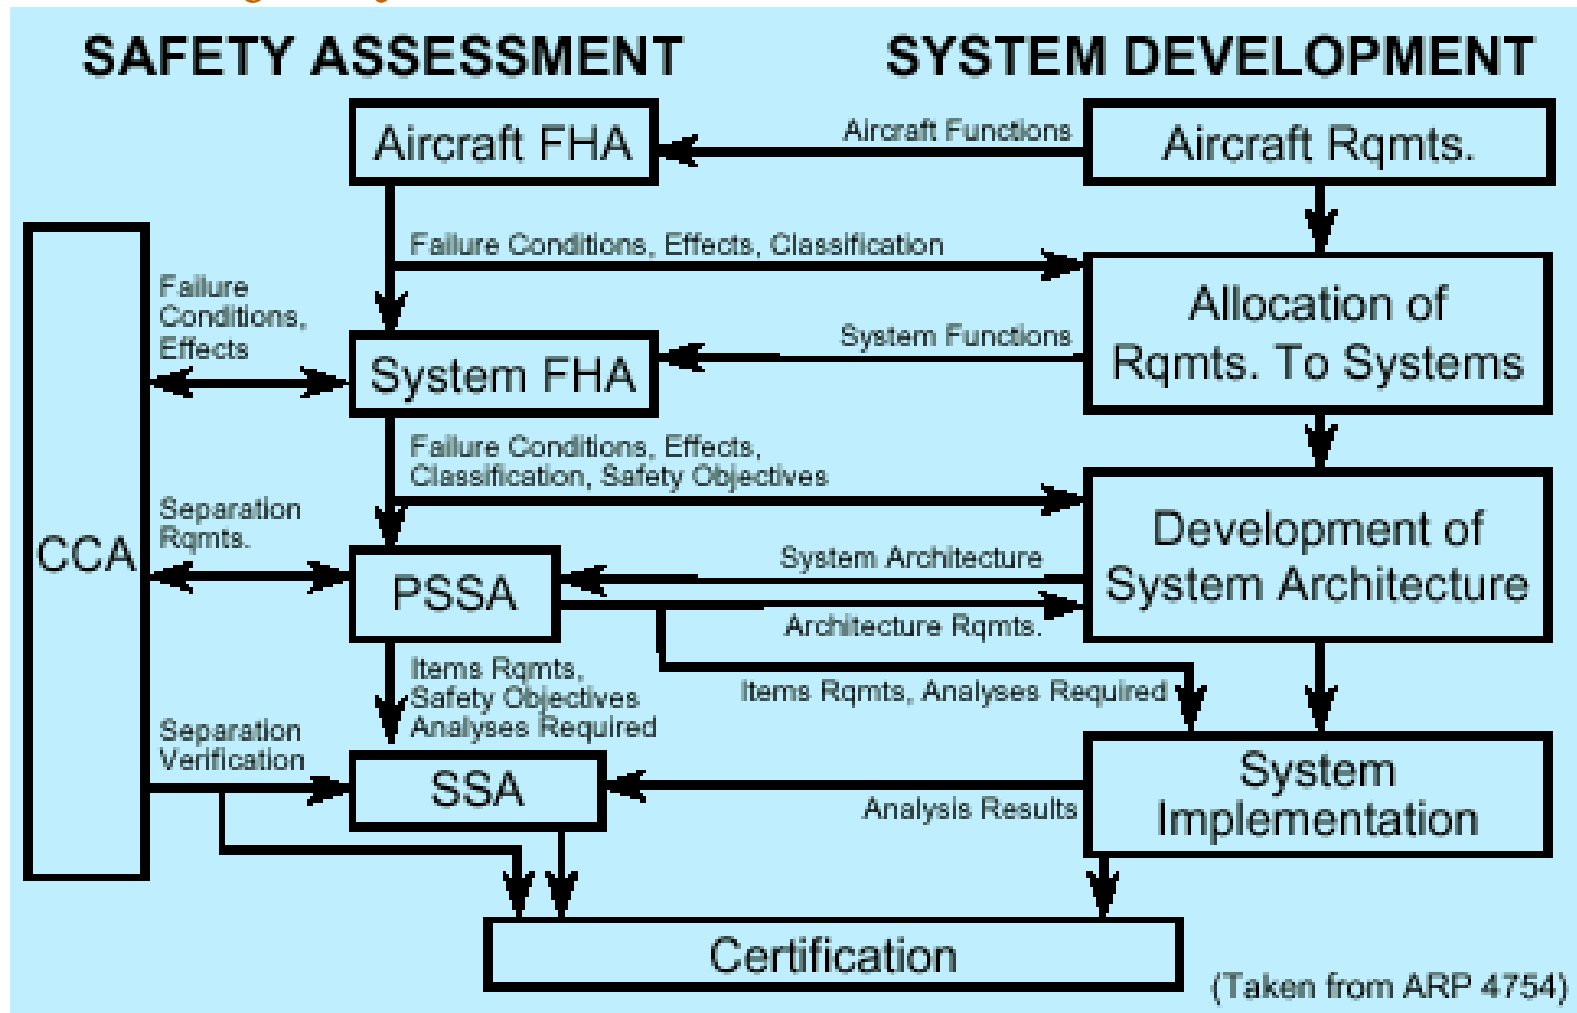 SAFETY ASSESSMENT
SYSTEM DEVELOPMENT
Aircraft FHA
Aircraft Functions
Aircraft Rqmts.
Failure Conditions, Effects, Classification
Failure
Conditions,
Effects
System FHA
System Functions
Allocation of
Rqmts. To Systems
Failure Conditions, Effects,
Classification, Safety Objectives
Separation
Rqmts.
CCA
PSSA
System Architecture
Architecture Rqmts.
Development of
System Architecture
Items Rqmts,
Safety Objectives
Analyses Required
Items Rqmts, Analyses Required
Separation
Verification
SSA
Analysis Results
System
Implementation
Certification
(Taken from ARP 4754)